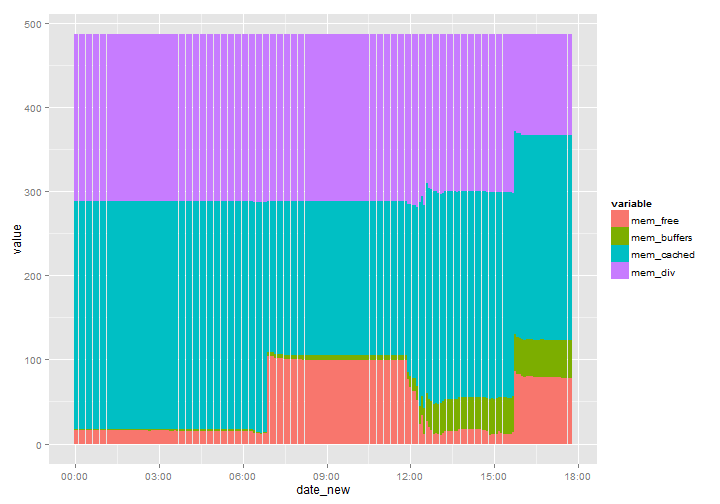 500
400
300
200
100
0
value
00:00 03:00 06:00 09:00 12:00 15:00 18:00
date_new
variable
mem_free
mem_buffers
mem_cached
mem_div